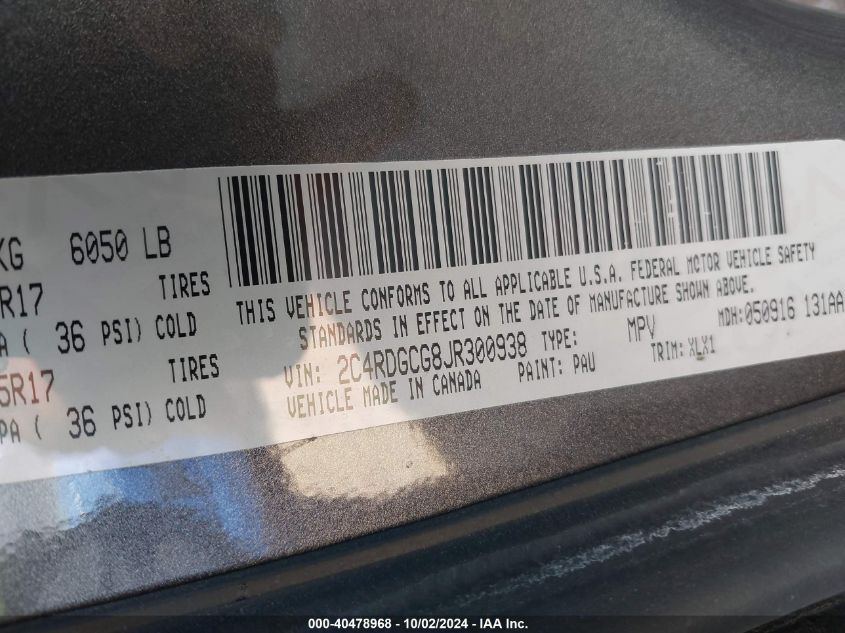 KG 6050 LB
R17 TIRES
A ( 36 PSI) COLD
5R17 TIRES
PA ( 36 PSI) COLD
THIS VEHICLE CONFORMS TO ALL APPLICABLE U.S.A. FEDERAL MOTOR VEHICLE SAFETY
STANDARDS IN EFFECT ON THE DATE OF MANUFACTURE SHOWN ABOVE.
VIN: 2C4RDGCG8JR300938 TYPE: MPV MDH: 050916 131AA
VEHICLE MADE IN CANADA PAINT: PAU TRIM: XLX1
000-40478968 - 10/02/2024 - IAA Inc.